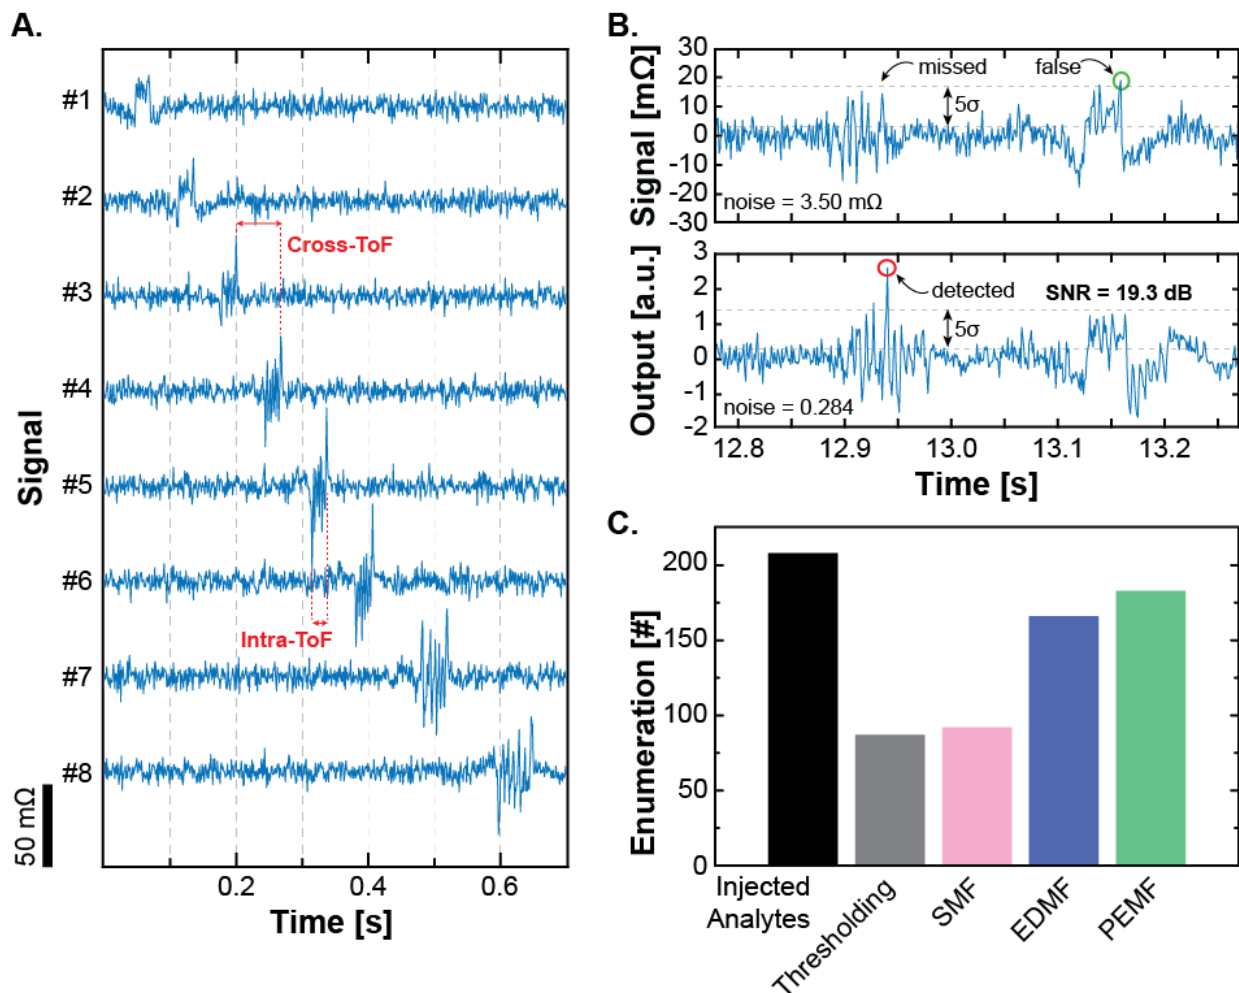 A.
#1
#2
#3
#4
#5
#6
#7
#8
Cross-ToF
Intra-ToF
Signal
50 mΩ
0.2 0.4 0.6
Time [s]
B.
Signal [mΩ]
30
20
10
0
-10
-20
-30
missed
false
5σ
noise = 3.50 mΩ
Output [a.u.]
3
2
1
0
-1
-2
detected
SNR = 19.3 dB
5σ
noise = 0.284
12.8 12.9 13.0 13.1 13.2
Time [s]
C.
Enumeration [#]
200
150
100
50
0
Injected
Analytes
Thresholding
SMF
EDMF
PEMF